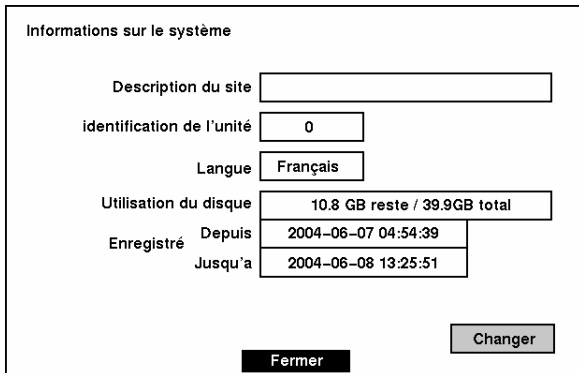 Informations sur le système
Description du site
identification de l'unité 0
Langue Français
Utilisation du disque 10.8 GB reste / 39.9GB total
Enregistré Depuis 2004-06-07 04:54:39
Jusqu'a 2004-06-08 13:25:51
Changer
Fermer